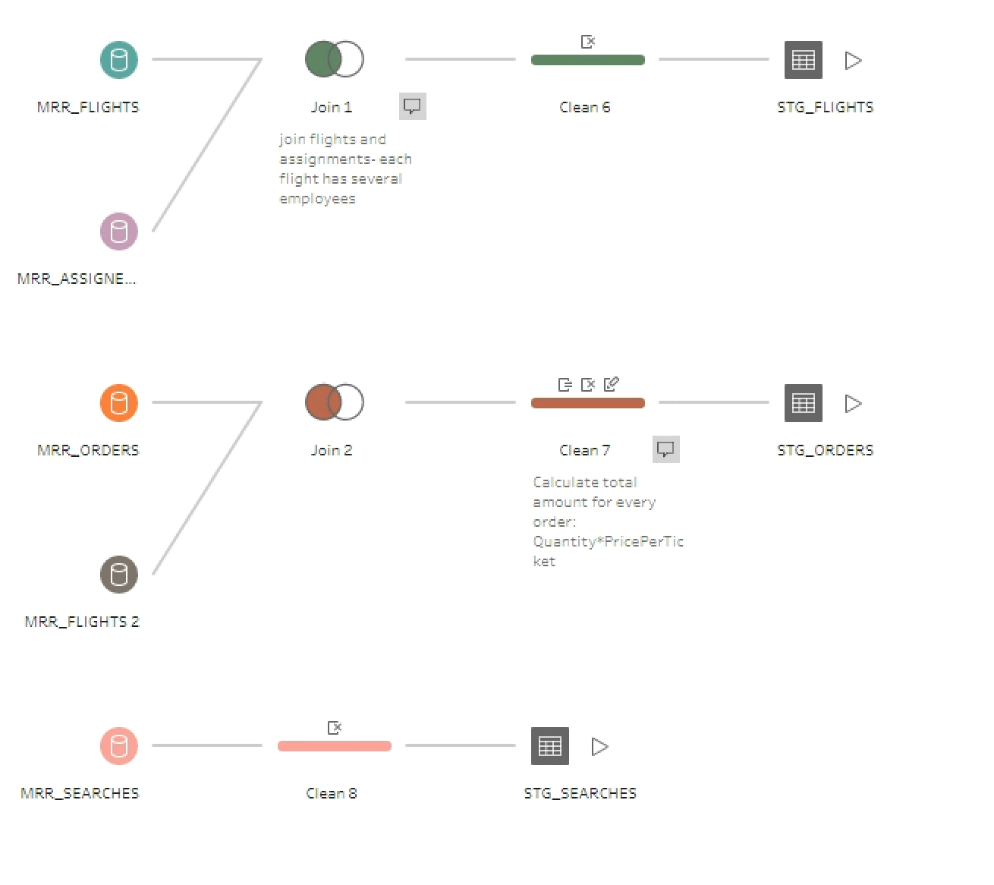 MRR_FLIGHTS
Join 1
Clean 6
STG_FLIGHTS
join flights and
assignments- each
flight has several
employees
MRR_ASSIGNE...
MRR_ORDERS
Join 2
Clean 7
STG_ORDERS
Calculate total
amount for every
order:
Quantity*PricePerTic
ket
MRR_FLIGHTS 2
MRR_SEARCHES
Clean 8
STG_SEARCHES